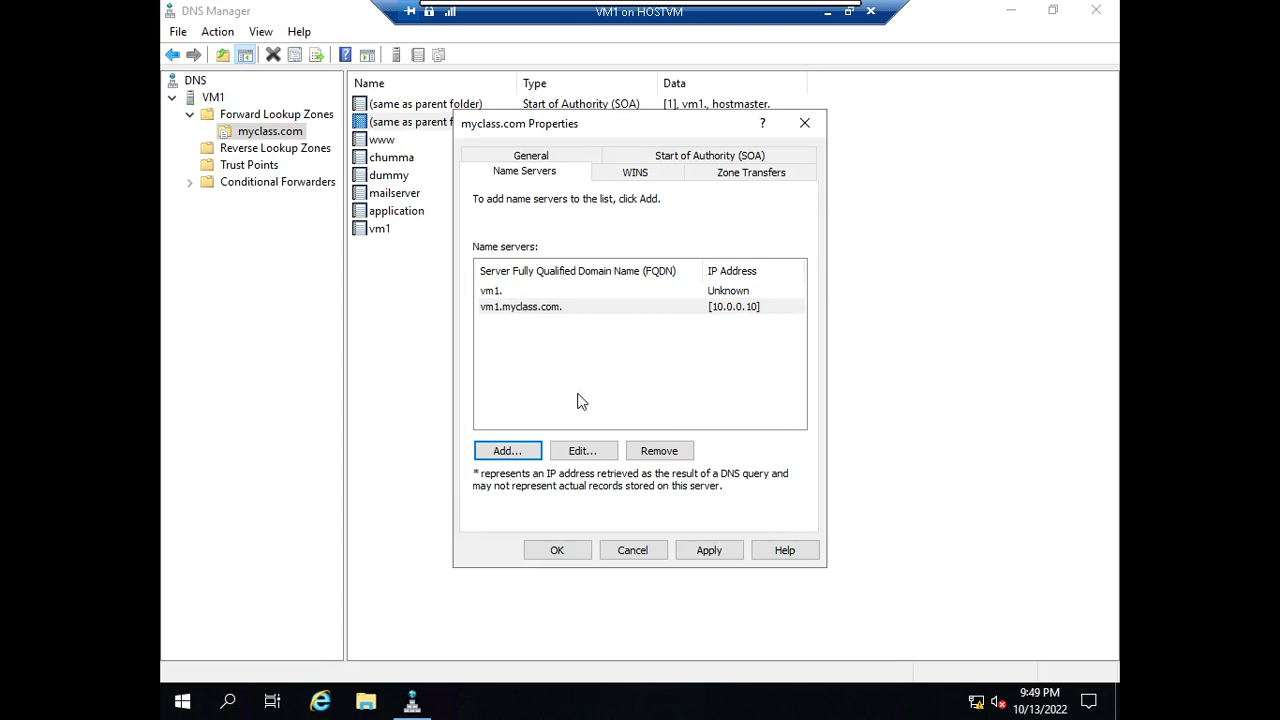 DNS Manager
VM1 on HOSTVM
File Action View Help
DNS
VM1
Forward Lookup Zones
myclass.com
Reverse Lookup Zones
Trust Points
Conditional Forwarders
Name Type Data
(same as parent folder) Start of Authority (SOA) [1], vm1., hostmaster.
(same as parent f
www
chumma
dummy
mailserver
application
vm1
myclass.com Properties
?
General Start of Authority (SOA)
Name Servers WINS Zone Transfers
To add name servers to the list, click Add.
Name servers:
Server Fully Qualified Domain Name (FQDN) IP Address
vm1. Unknown
vm1.myclass.com. [10.0.0.10]
Add... Edit... Remove
* represents an IP address retrieved as the result of a DNS query and
may not represent actual records stored on this server.
OK Cancel Apply Help
9:49 PM
10/13/2022